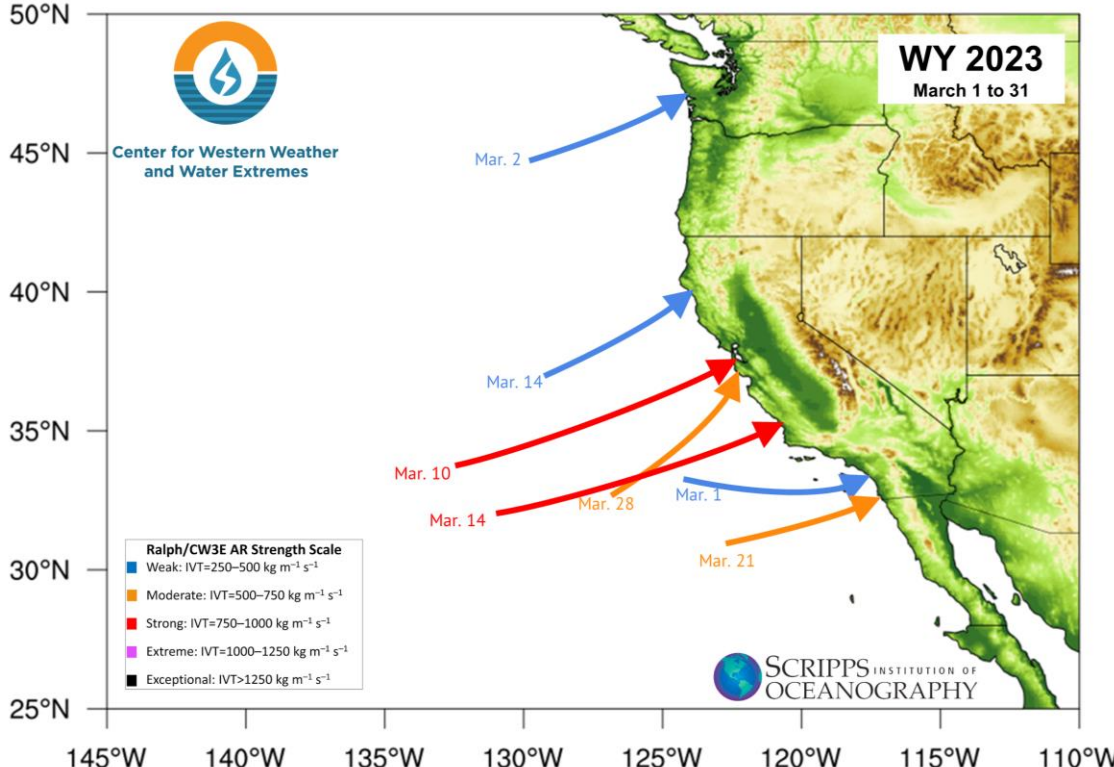 50°N
WY 2023
March 1 to 31
Center for Western Weather
and Water Extremes
Mar. 2
45°N
40°N
Mar. 14
35°N
Mar. 10
Mar. 14
Mar. 28
Mar. 1
Mar. 21
30°N
Ralph/CW3E AR Strength Scale
Weak: IVT=250–500 kg m⁻¹ s⁻¹
Moderate: IVT=500–750 kg m⁻¹ s⁻¹
Strong: IVT=750–1000 kg m⁻¹ s⁻¹
Extreme: IVT=1000–1250 kg m⁻¹ s⁻¹
Exceptional: IVT>1250 kg m⁻¹ s⁻¹
SCRIPPS INSTITUTION OF
OCEANOGRAPHY
25°N
145°W 140°W 135°W 130°W 125°W 120°W 115°W 110°W